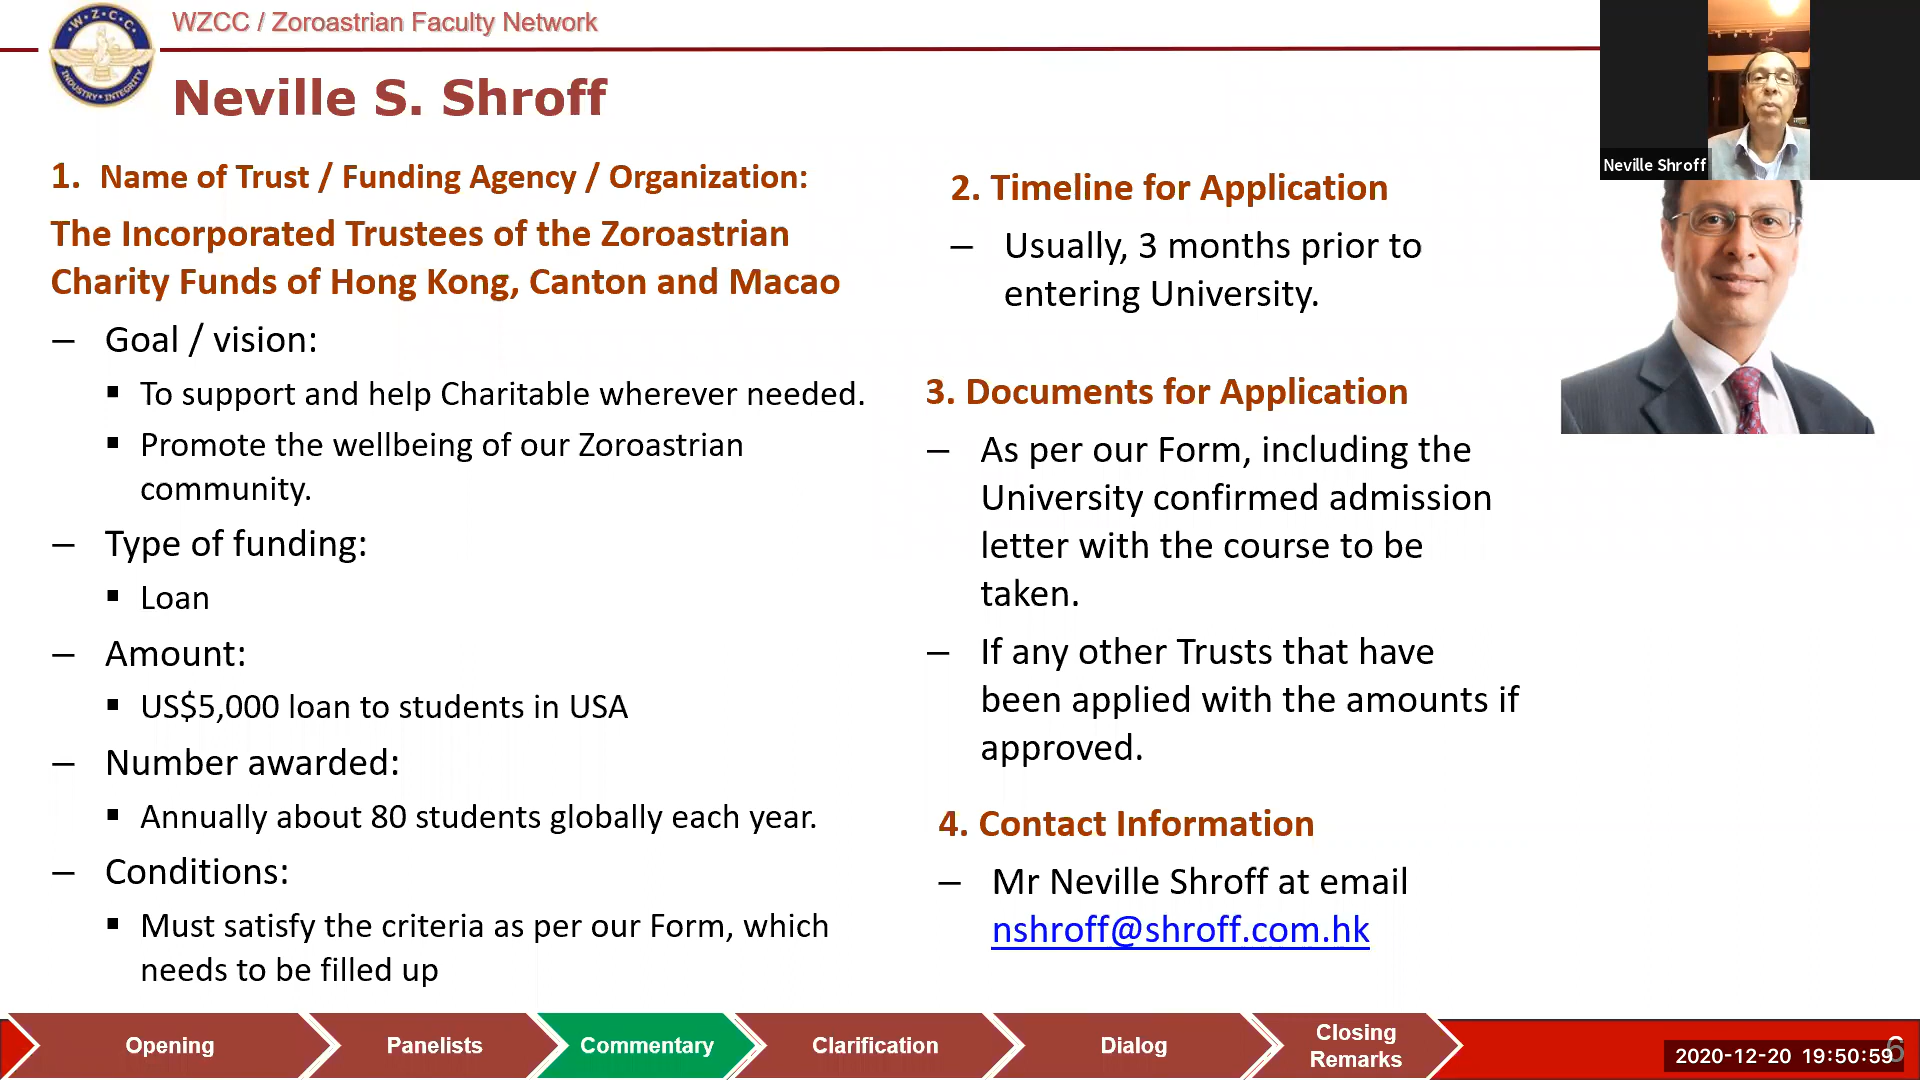 WZCC / Zoroastrian Faculty Network
W•Z•C•C
INDUSTRY•INTEGRITY
Neville S. Shroff
Neville Shroff
1. Name of Trust / Funding Agency / Organization:
The Incorporated Trustees of the Zoroastrian
Charity Funds of Hong Kong, Canton and Macao
– Goal / vision:
▪ To support and help Charitable wherever needed.
▪ Promote the wellbeing of our Zoroastrian
community.
– Type of funding:
▪ Loan
– Amount:
▪ US$5,000 loan to students in USA
– Number awarded:
▪ Annually about 80 students globally each year.
– Conditions:
▪ Must satisfy the criteria as per our Form, which
needs to be filled up
2. Timeline for Application
– Usually, 3 months prior to
entering University.
3. Documents for Application
– As per our Form, including the
University confirmed admission
letter with the course to be
taken.
– If any other Trusts that have
been applied with the amounts if
approved.
4. Contact Information
– Mr Neville Shroff at email
nshroff@shroff.com.hk
Opening
Panelists
Commentary
Clarification
Dialog
Closing
Remarks
6
2020-12-20 19:50:59